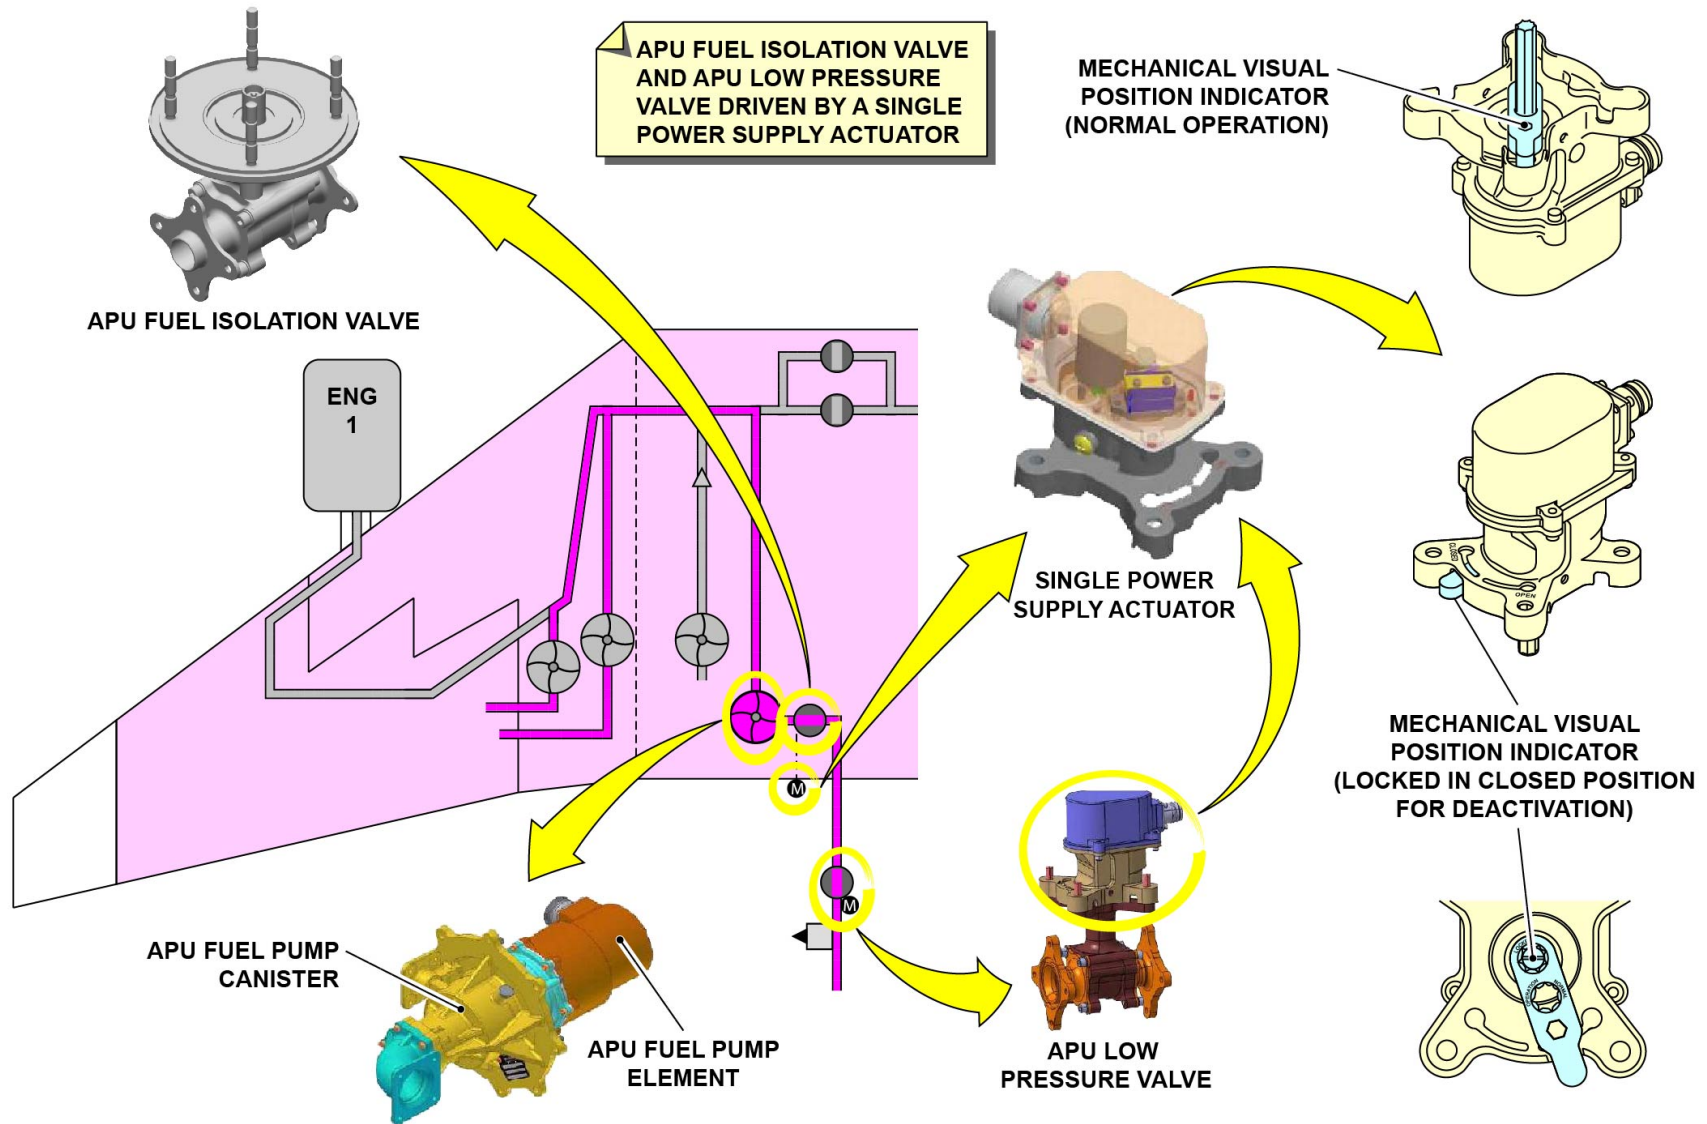 APU FUEL ISOLATION VALVE
AND APU LOW PRESSURE
VALVE DRIVEN BY A SINGLE
POWER SUPPLY ACTUATOR
MECHANICAL VISUAL
POSITION INDICATOR
(NORMAL OPERATION)
APU FUEL ISOLATION VALVE
ENG
1
SINGLE POWER
SUPPLY ACTUATOR
CLOSED
OPEN
MECHANICAL VISUAL
POSITION INDICATOR
(LOCKED IN CLOSED POSITION
FOR DEACTIVATION)
M
M
APU FUEL PUMP
CANISTER
APU FUEL PUMP
ELEMENT
APU LOW
PRESSURE VALVE
OPERATION
NORMAL